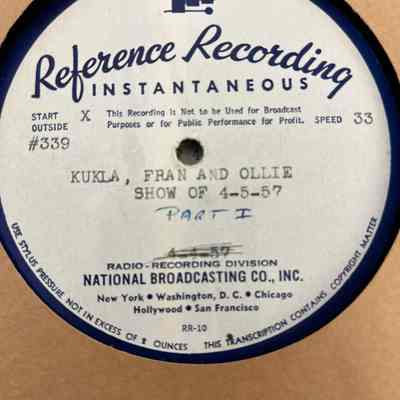 Reference Recording
INSTANTANEOUS
START OUTSIDE X
This Recording is Not to be Used for Broadcast
Purposes or for Public Performance for Profit.
SPEED 33
#339
KUKLA, FRAN AND OLLIE
SHOW OF 4-5-57
PART I
4-4-57
RADIO-RECORDING DIVISION
NATIONAL BROADCASTING CO., INC.
New York • Washington, D. C. • Chicago
Hollywood • San Francisco
RR-10
USE STYLUS PRESSURE NOT IN EXCESS OF 2 OUNCES
THIS TRANSCRIPTION CONTAINS COPYRIGHT MATTER